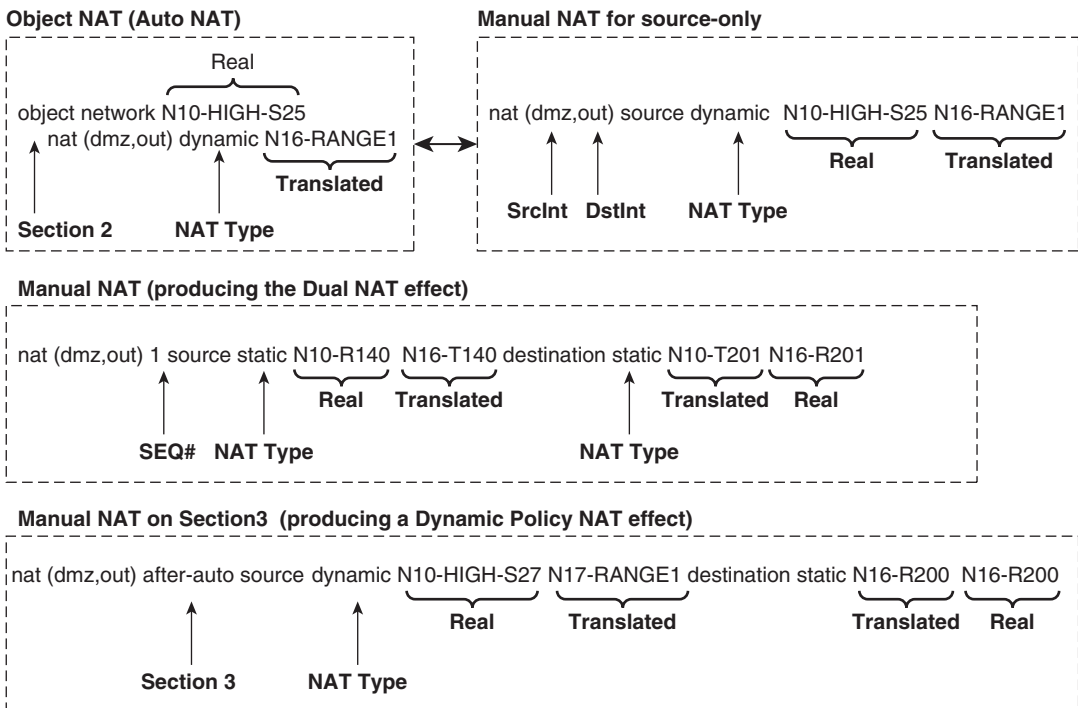 Object NAT (Auto NAT)
Real
object network N10-HIGH-S25
nat (dmz,out) dynamic N16-RANGE1
Translated
Section 2 NAT Type
Manual NAT for source-only
nat (dmz,out) source dynamic N10-HIGH-S25 N16-RANGE1
Real Translated
SrcInt DstInt NAT Type
Manual NAT (producing the Dual NAT effect)
nat (dmz,out) 1 source static N10-R140 N16-T140 destination static N10-T201 N16-R201
Real Translated Translated Real
SEQ# NAT Type NAT Type
Manual NAT on Section3 (producing a Dynamic Policy NAT effect)
nat (dmz,out) after-auto source dynamic N10-HIGH-S27 N17-RANGE1 destination static N16-R200 N16-R200
Real Translated Translated Real
Section 3 NAT Type